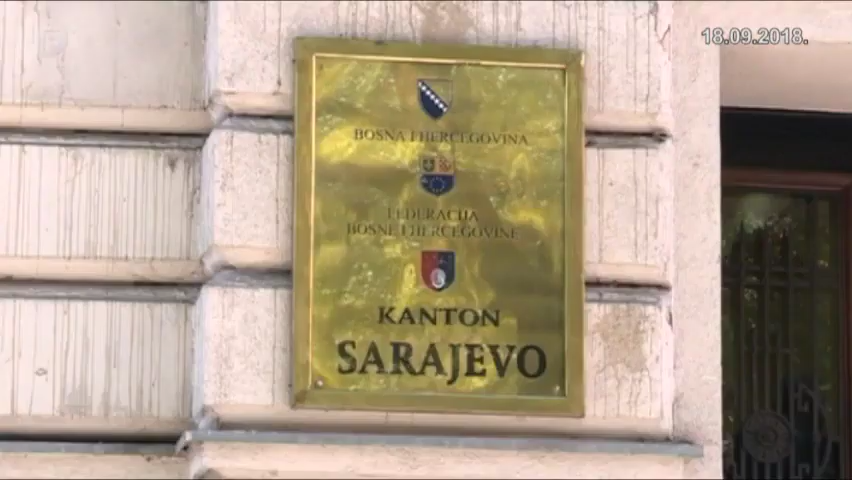 18.09.2018.
BOSNA I HERCEGOVINA
FEDERACIJA
BOSNE I HERCEGOVINE
KANTON
SARAJEVO